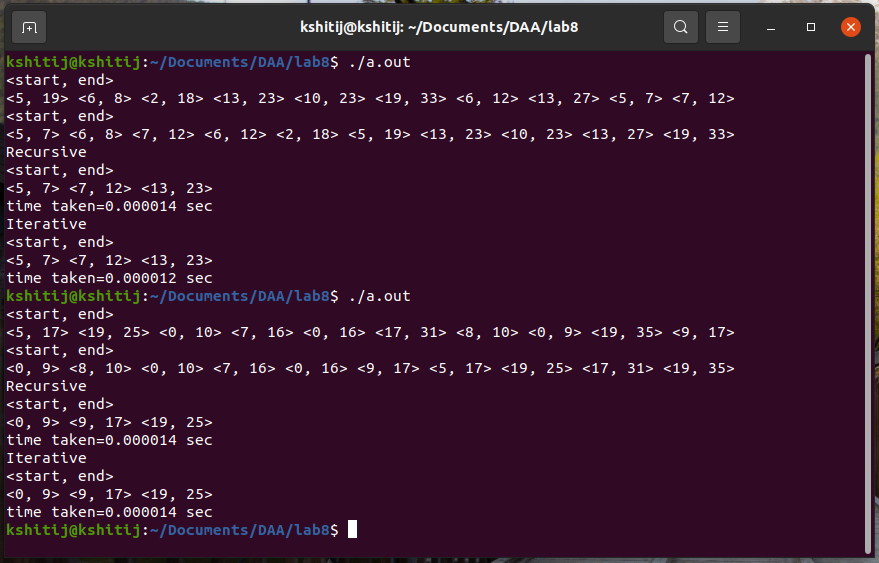 kshitij@kshitij: ~/Documents/DAA/lab8
kshitij@kshitij:~/Documents/DAA/lab8$ ./a.out
<start, end>
<5, 19> <6, 8> <2, 18> <13, 23> <10, 23> <19, 33> <6, 12> <13, 27> <5, 7> <7, 12>
<start, end>
<5, 7> <6, 8> <7, 12> <6, 12> <2, 18> <5, 19> <13, 23> <10, 23> <13, 27> <19, 33>
Recursive
<start, end>
<5, 7> <7, 12> <13, 23>
time taken=0.000014 sec
Iterative
<start, end>
<5, 7> <7, 12> <13, 23>
time taken=0.000012 sec
kshitij@kshitij:~/Documents/DAA/lab8$ ./a.out
<start, end>
<5, 17> <19, 25> <0, 10> <7, 16> <0, 16> <17, 31> <8, 10> <0, 9> <19, 35> <9, 17>
<start, end>
<0, 9> <8, 10> <0, 10> <7, 16> <0, 16> <9, 17> <5, 17> <19, 25> <17, 31> <19, 35>
Recursive
<start, end>
<0, 9> <9, 17> <19, 25>
time taken=0.000014 sec
Iterative
<start, end>
<0, 9> <9, 17> <19, 25>
time taken=0.000014 sec
kshitij@kshitij:~/Documents/DAA/lab8$